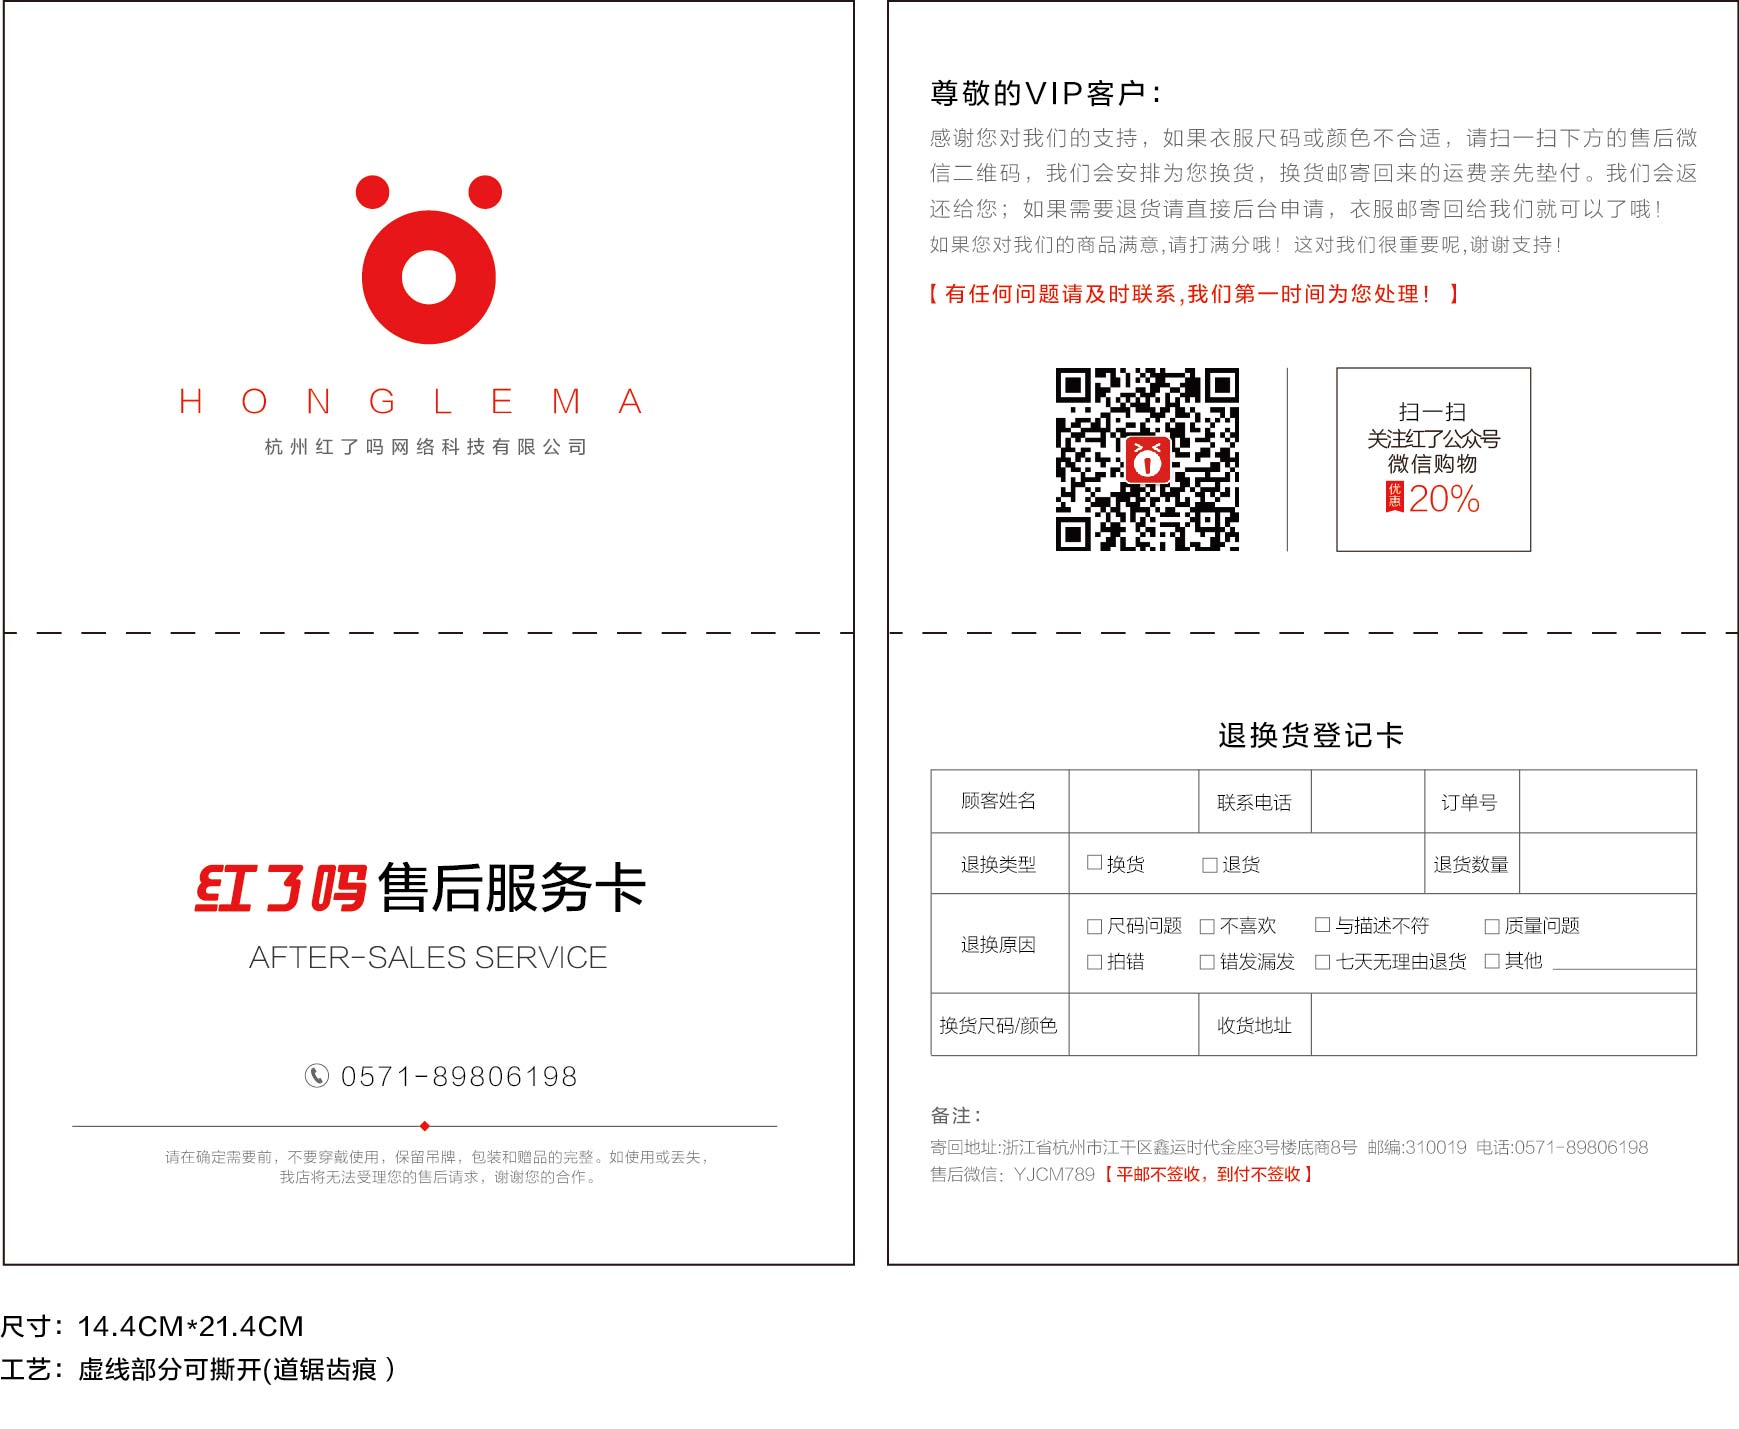 H O N G L E M A
杭州红了吗网络科技有限公司
红了吗售后服务卡
AFTER-SALES SERVICE
0571-89806198
请在确定需要前，不要穿戴使用，保留吊牌，包装和赠品的完整。如使用或丢失，
我店将无法受理您的售后请求，谢谢您的合作。
尊敬的VIP客户：
感谢您对我们的支持，如果衣服尺码或颜色不合适，请扫一扫下方的售后微
信二维码，我们会安排为您换货，换货邮寄回来的运费亲先垫付。我们会返
还给您；如果需要退货请直接后台申请，衣服邮寄回给我们就可以了哦！
如果您对我们的商品满意,请打满分哦！这对我们很重要呢,谢谢支持！
【 有任何问题请及时联系,我们第一时间为您处理！ 】
扫一扫
关注红了公众号
微信购物
优惠 20%
退换货登记卡
顾客姓名 联系电话 订单号
退换类型 □ 换货 □ 退货 退货数量
退换原因 □ 尺码问题 □ 不喜欢 □ 与描述不符 □ 质量问题
□ 拍错 □ 错发漏发 □ 七天无理由退货 □ 其他
换货尺码/颜色 收货地址
备注：
寄回地址:浙江省杭州市江干区鑫运时代金座3号楼底商8号 邮编:310019 电话:0571-89806198
售后微信：YJCM789【 平邮不签收，到付不签收 】
尺寸：14.4CM*21.4CM
工艺：虚线部分可撕开(道锯齿痕 )